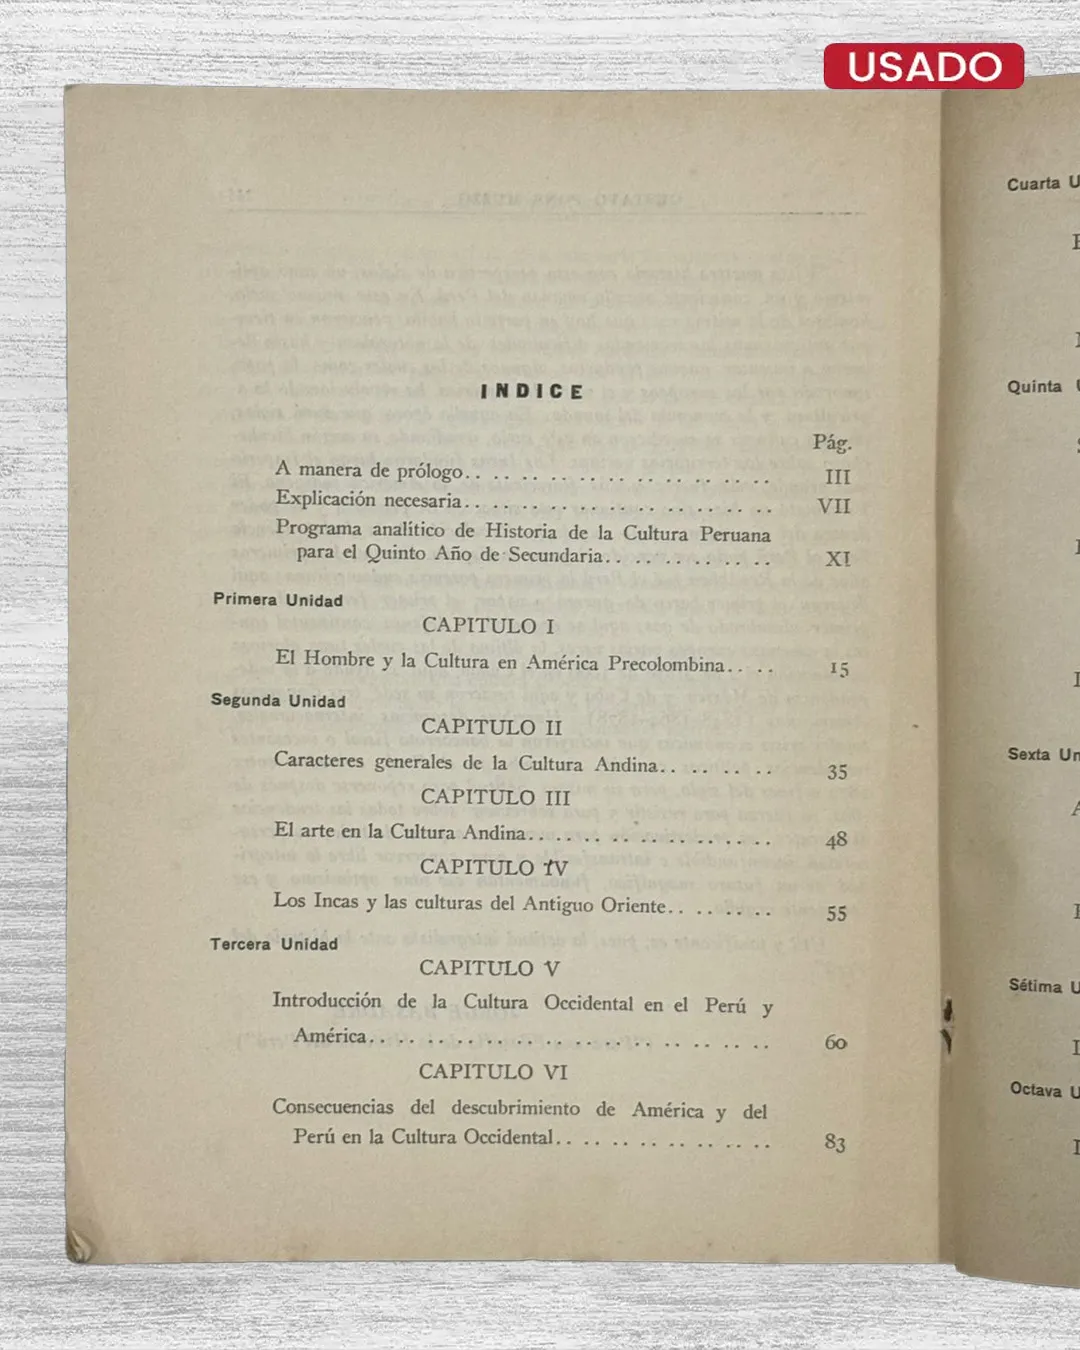 USADO
INDICE
Pág.
A manera de prólogo.. .. .. .. .. .. .. .. .. .. .. III
Explicación necesaria.. .. .. .. .. .. .. .. .. .. .. VII
Programa analítico de Historia de la Cultura Peruana
para el Quinto Año de Secundaria.. .. .. .. .. .. XI
Primera Unidad
CAPITULO I
El Hombre y la Cultura en América Precolombina.. .. 15
Segunda Unidad
CAPITULO II
Caracteres generales de la Cultura Andina.. .. .. .. 35
CAPITULO III
El arte en la Cultura Andina.. .. .. .. .. .. .. .. .. 48
CAPITULO IV
Los Incas y las culturas del Antiguo Oriente.. .. .. .. 55
Tercera Unidad
CAPITULO V
Introducción de la Cultura Occidental en el Perú y
América.. .. .. .. .. .. .. .. .. .. .. .. .. .. 60
CAPITULO VI
Consecuencias del descubrimiento de América y del
Perú en la Cultura Occidental.. .. .. .. .. .. .. .. 83
Cuarta U
Quinta U
Sexta Un
Sétima U
Octava U